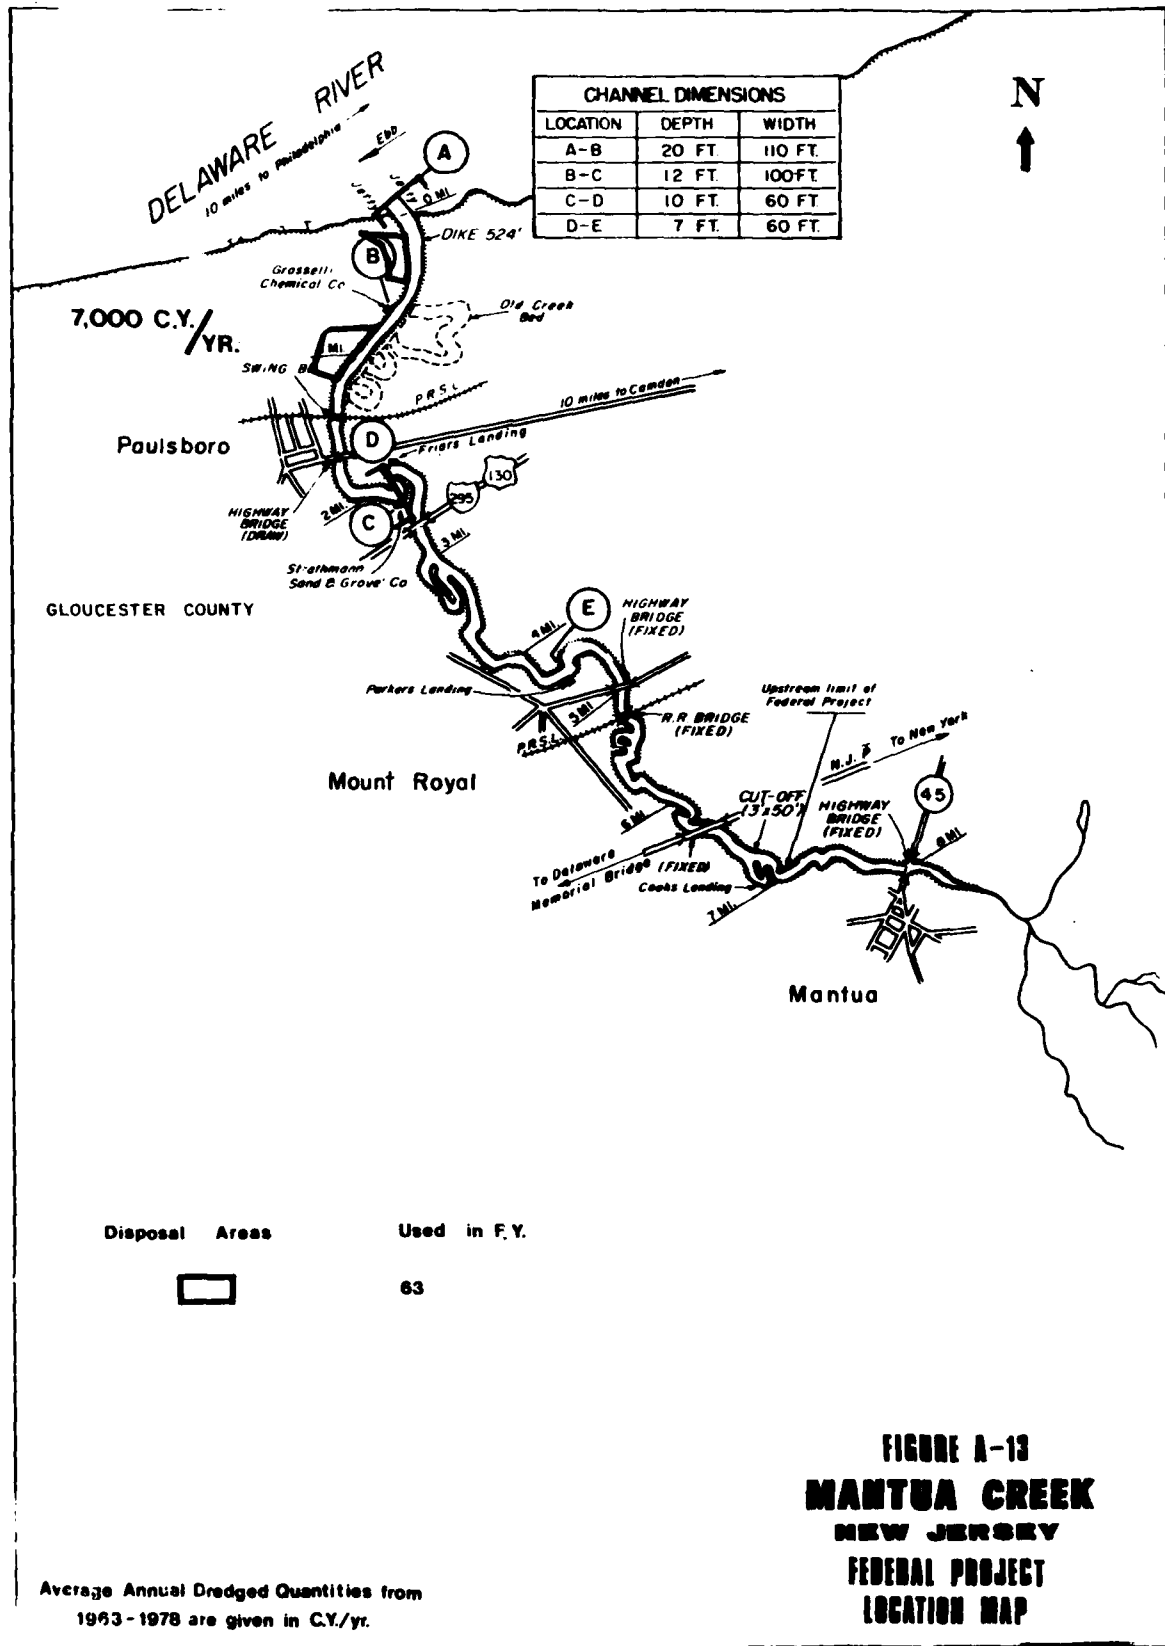 DELAWARE RIVER
10 miles to Philadelphia
Ebb
A
Jetty
Jetty
0 MI.
DIKE 524'
CHANNEL DIMENSIONS
LOCATION DEPTH WIDTH
A-B 20 FT. 110 FT.
B-C 12 FT. 100 FT.
C-D 10 FT. 60 FT.
D-E 7 FT. 60 FT.
N
B
Grasselli
Chemical Co
Old Creek
Bed
7,000 C.Y./
YR.
MI.
SWING B
P.R.S.L.
10 miles to Camden
Paulsboro
D
Friars Landing
130
295
HIGHWAY
BRIDGE
(DRAW)
2 MI.
C
3 MI.
Strathmann
Sand & Grave Co
GLOUCESTER COUNTY
E
HIGHWAY
BRIDGE
(FIXED)
4 MI.
Parkers Landing
5 MI.
Upstream limit of
Federal Project
R.R BRIDGE
(FIXED)
P.R.S.L.
N.J. P
To New York
Mount Royal
45
CUT-OFF
(3'x50')
HIGHWAY
BRIDGE
(FIXED)
6 MI.
8 MI.
To Delaware
Memorial Bridge
(FIXED)
Cooks Landing
7 MI.
Mantua
Disposal Areas Used in F.Y.
63
FIGURE A-13
MANTUA CREEK
NEW JERSEY
FEDERAL PROJECT
LOCATION MAP
Average Annual Dredged Quantities from
1963-1978 are given in C.Y./yr.